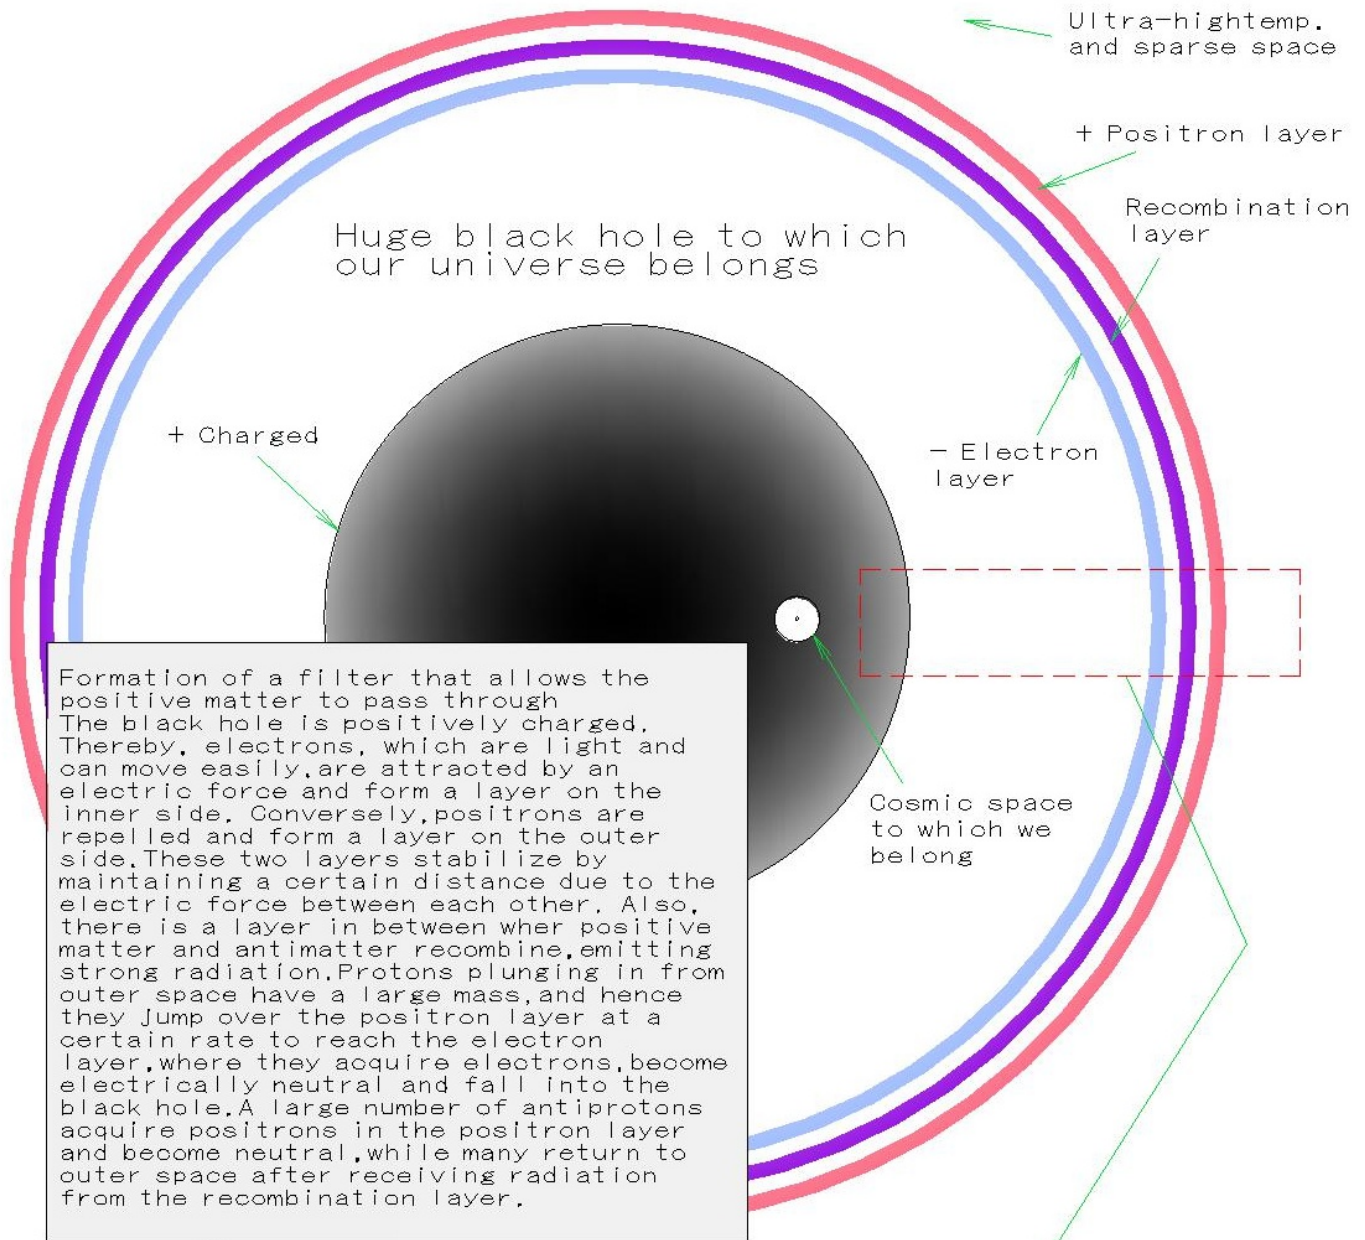 Ultra-hightemp.
and sparse space
+ Positron layer
Recombination
layer
Huge black hole to which
our universe belongs
+ Charged
- Electron
layer
Cosmic space
to which we
belong
Formation of a filter that allows the
positive matter to pass through
The black hole is positively charged.
Thereby, electrons, which are light and
can move easily,are attracted by an
electric force and form a layer on the
inner side. Conversely,positrons are
repelled and form a layer on the outer
side.These two layers stabilize by
maintaining a certain distance due to the
electric force between each other. Also,
there is a layer in between wher positive
matter and antimatter recombine,emitting
strong radiation.Protons plunging in from
outer space have a large mass,and hence
they jump over the positron layer at a
certain rate to reach the electron
layer,where they acquire electrons,become
electrically neutral and fall into the
black hole.A large number of antiprotons
acquire positrons in the positron layer
and become neutral,while many return to
outer space after receiving radiation
from the recombination layer.